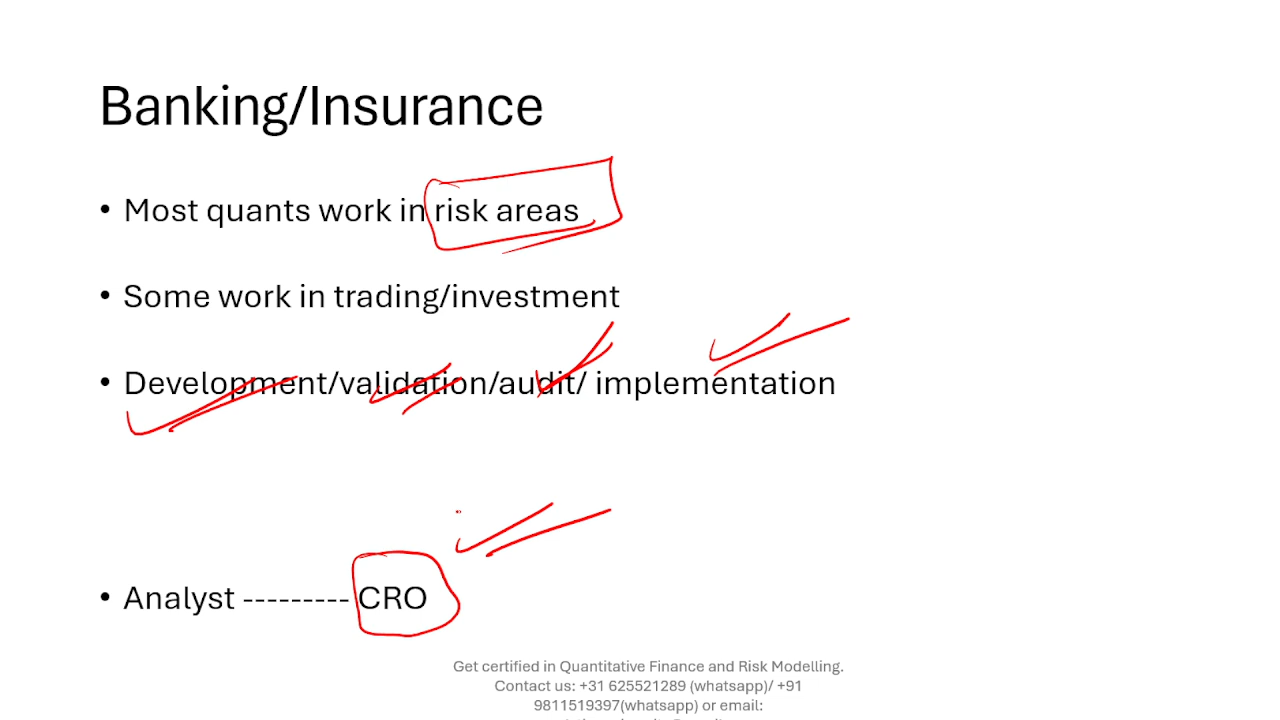 Banking/Insurance
• Most quants work in risk areas
• Some work in trading/investment
• Development/validation/audit/ implementation
• Analyst --------- CRO
Get certified in Quantitative Finance and Risk Modelling.
Contact us: +31 625521289 (whatsapp)/ +91
9811519397(whatsapp) or email: